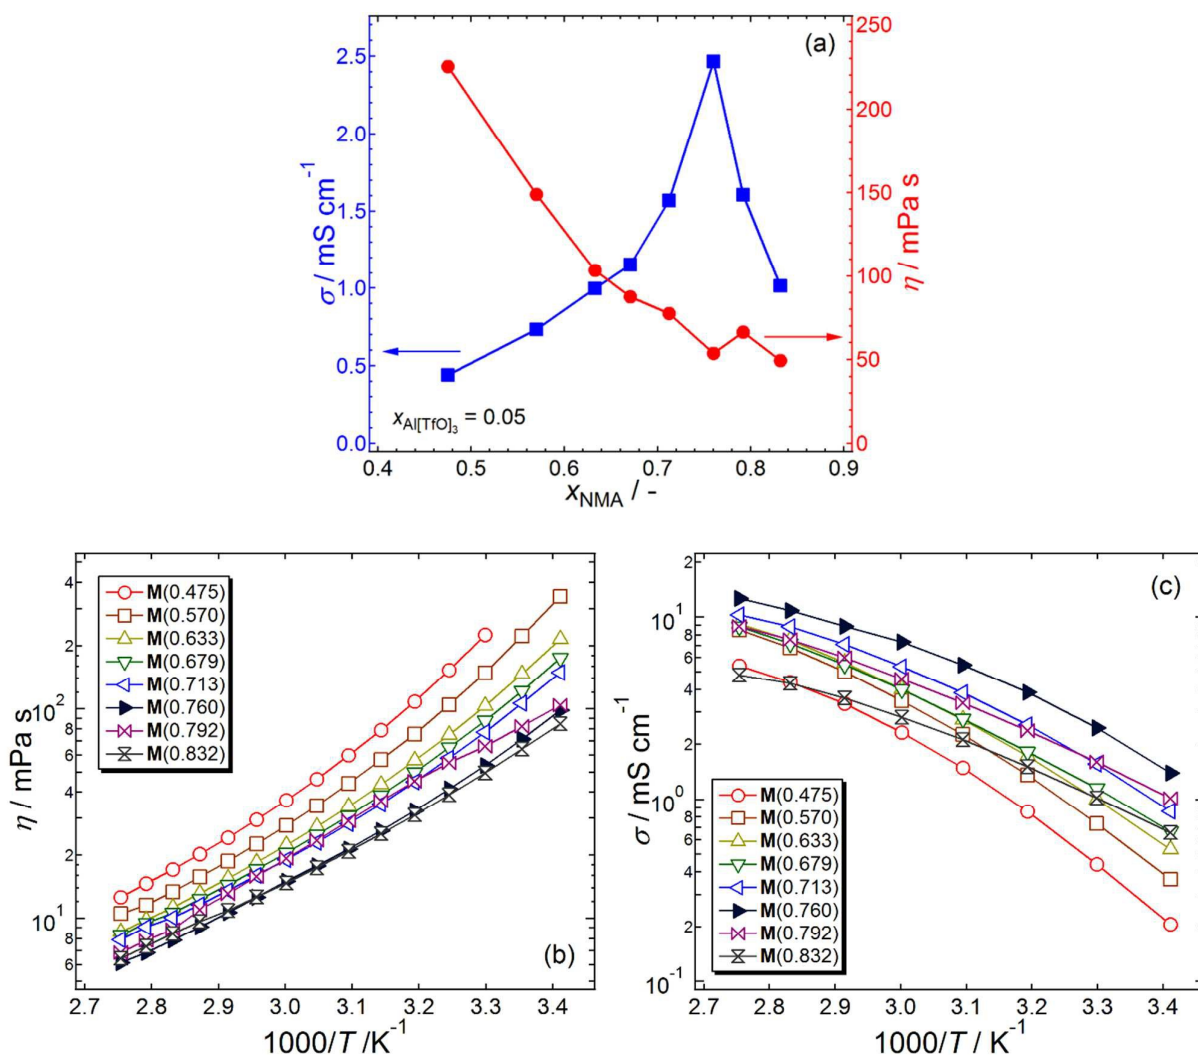 (a)
2.5
2.0
1.5
1.0
0.5
0.0
σ / mS cm⁻¹
250
200
150
100
50
0
η / mPa s
x_Al[TfO]₃ = 0.05
0.4 0.5 0.6 0.7 0.8 0.9
x_NMA / -
M(0.475)
M(0.570)
M(0.633)
M(0.679)
M(0.713)
M(0.760)
M(0.792)
M(0.832)
4
2
10²
8
6
4
2
10¹
8
6
η / mPa s
(b)
2.7 2.8 2.9 3.0 3.1 3.2 3.3 3.4
1000/T /K⁻¹
(c)
2
10¹
8
6
4
2
10⁰
8
6
4
2
10⁻¹
σ / mS cm⁻¹
M(0.475)
M(0.570)
M(0.633)
M(0.679)
M(0.713)
M(0.760)
M(0.792)
M(0.832)
2.7 2.8 2.9 3.0 3.1 3.2 3.3 3.4
1000/T /K⁻¹